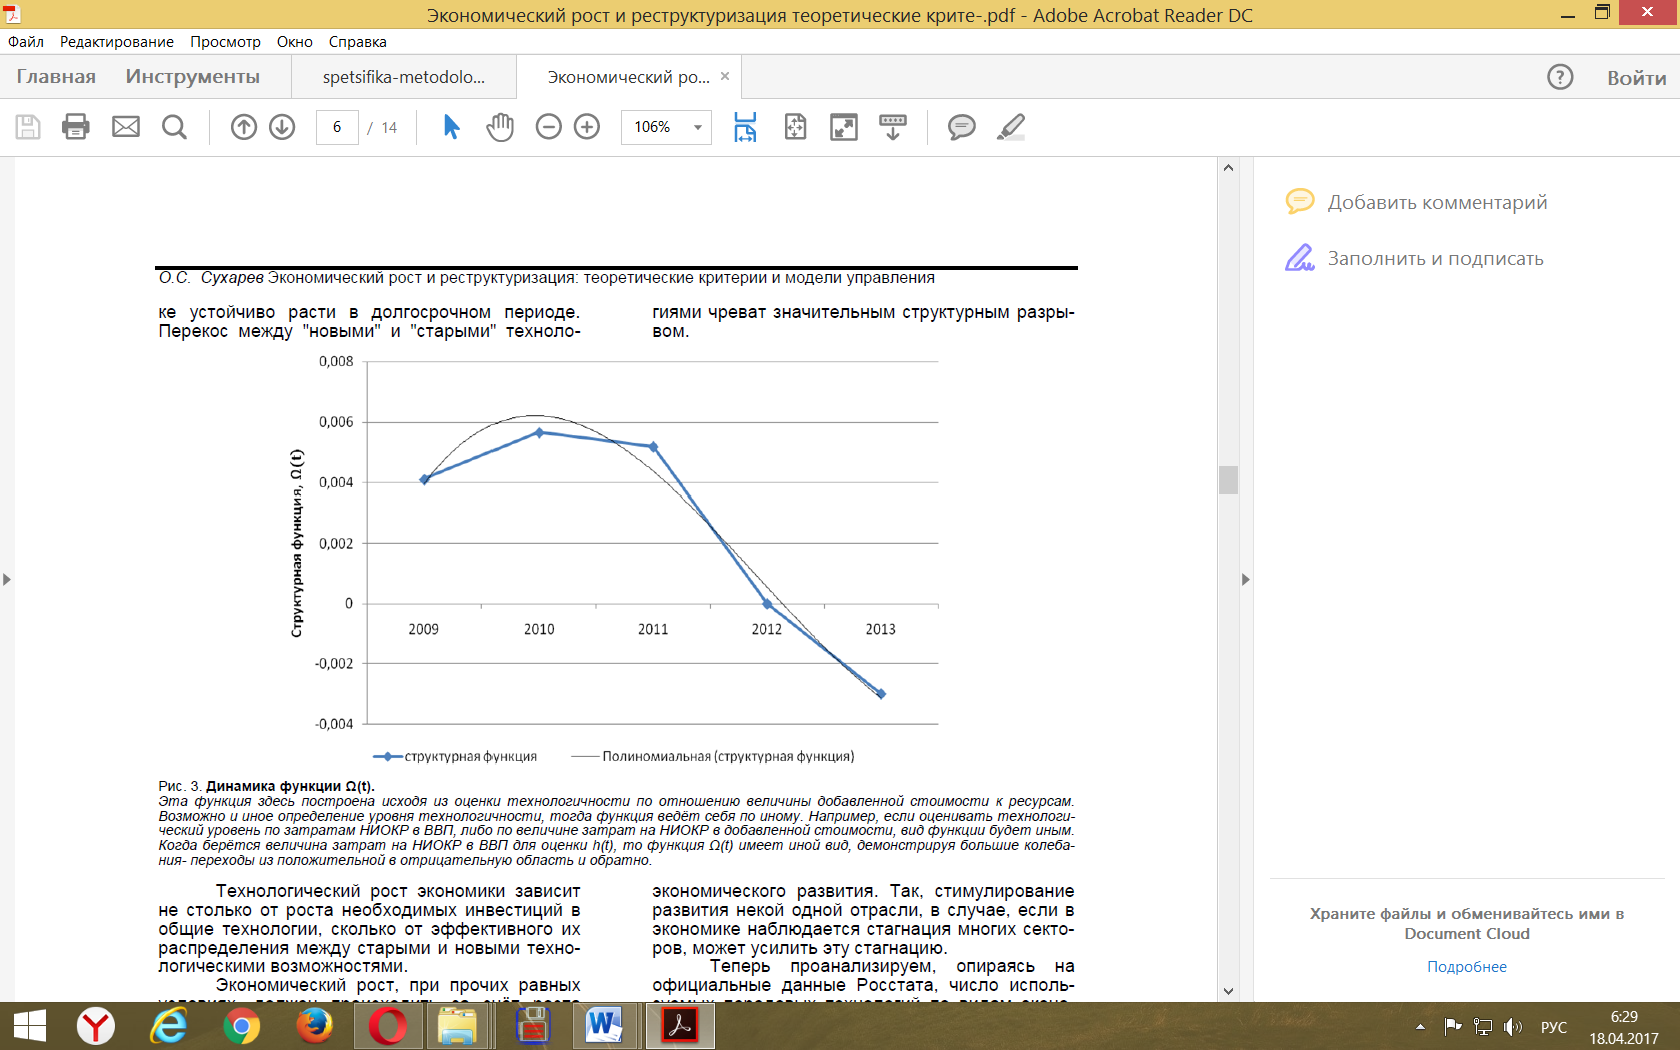 Экономический рост и реструктуризация теоретические крите-.pdf - Adobe Acrobat Reader DC
Файл Редактирование Просмотр Окно Справка
Главная Инструменты spetsifika-metodolo... Экономический ро... × ? Войти
6 / 14 106%
Добавить комментарий
Заполнить и подписать
О.С. Сухарев Экономический рост и реструктуризация: теоретические критерии и модели управления
ке устойчиво расти в долгосрочном периоде.
Перекос между "новыми" и "старыми" техноло-
гиями чреват значительным структурным разры-
вом.
Структурная функция, Ω(t)
0,008
0,006
0,004
0,002
0
-0,002
-0,004
2009 2010 2011 2012 2013
структурная функция Полиномиальная (структурная функция)
Рис. 3. Динамика функции Ω(t).
Эта функция здесь построена исходя из оценки технологичности по отношению величины добавленной стоимости к ресурсам.
Возможно и иное определение уровня технологичности, тогда функция ведёт себя по иному. Например, если оценивать технологи-
ческий уровень по затратам НИОКР в ВВП, либо по величине затрат на НИОКР в добавленной стоимости, вид функции будет иным.
Когда берётся величина затрат на НИОКР в ВВП для оценки h(t), то функция Ω(t) имеет иной вид, демонстрируя большие колеба-
ния- переходы из положительной в отрицательную область и обратно.
Технологический рост экономики зависит
не столько от роста необходимых инвестиций в
общие технологии, сколько от эффективного их
распределения между старыми и новыми техно-
логическими возможностями.
Экономический рост, при прочих равных
экономического развития. Так, стимулирование
развития некой одной отрасли, в случае, если в
экономике наблюдается стагнация многих секто-
ров, может усилить эту стагнацию.
Теперь проанализируем, опираясь на
официальные данные Росстата, число исполь-
Храните файлы и обменивайтесь ими в
Document Cloud
Подробнее
РУС
6:29
18.04.2017